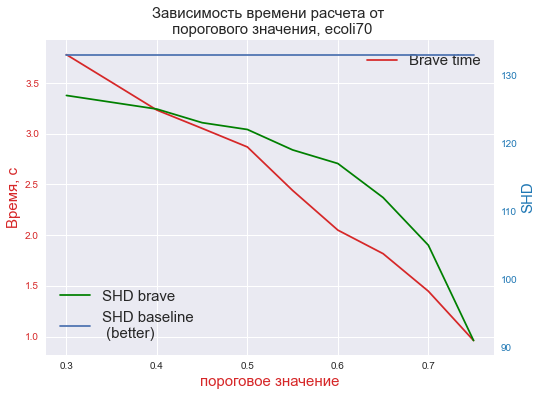 Зависимость времени расчета от
порогового значения, ecoli70
Brave time
3.5
3.0
2.5
2.0
1.5
1.0
Время, с
130
120
110
100
90
SHD
SHD brave
SHD baseline
(better)
0.3
0.4
0.5
0.6
0.7
пороговое значение